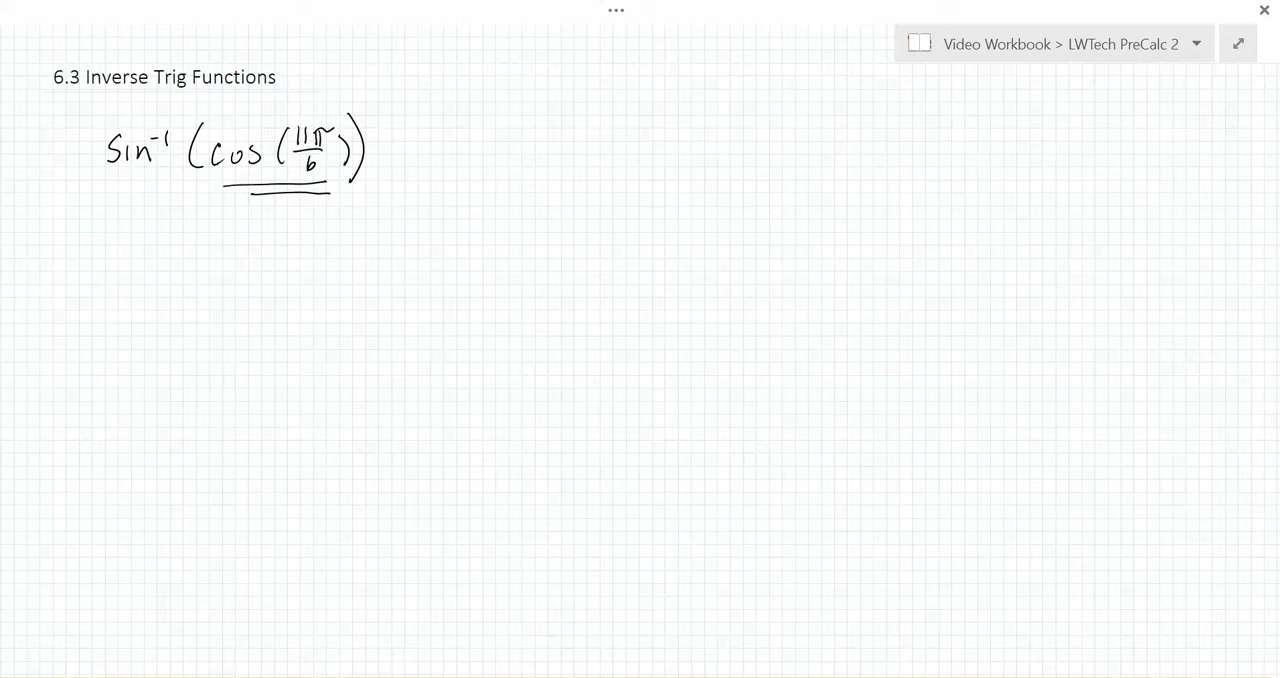 ...
Video Workbook > LWTech PreCalc 2
6.3 Inverse Trig Functions
Sin⁻¹ (cos (11π/6))